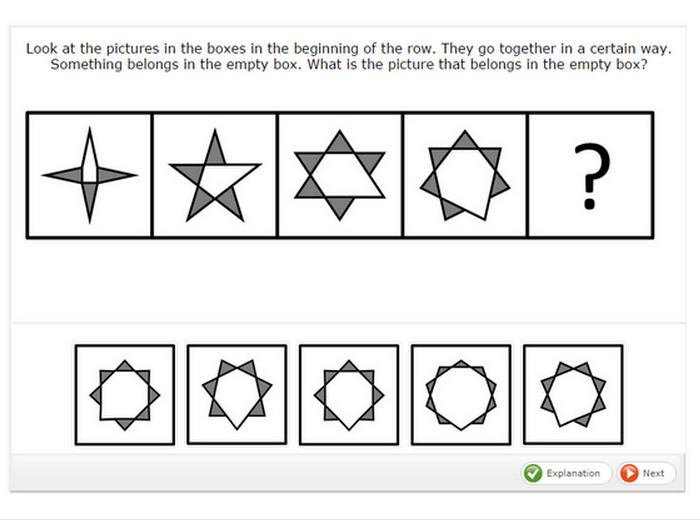 Look at the pictures in the boxes in the beginning of the row. They go together in a certain way.
Something belongs in the empty box. What is the picture that belongs in the empty box?
?
Explanation
Next